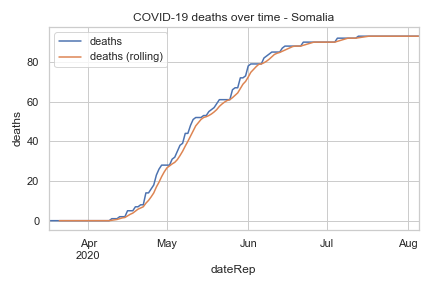 COVID-19 deaths over time - Somalia
deaths
deaths (rolling)
deaths
80
60
40
20
0
Apr
2020
May
Jun
Jul
Aug
dateRep